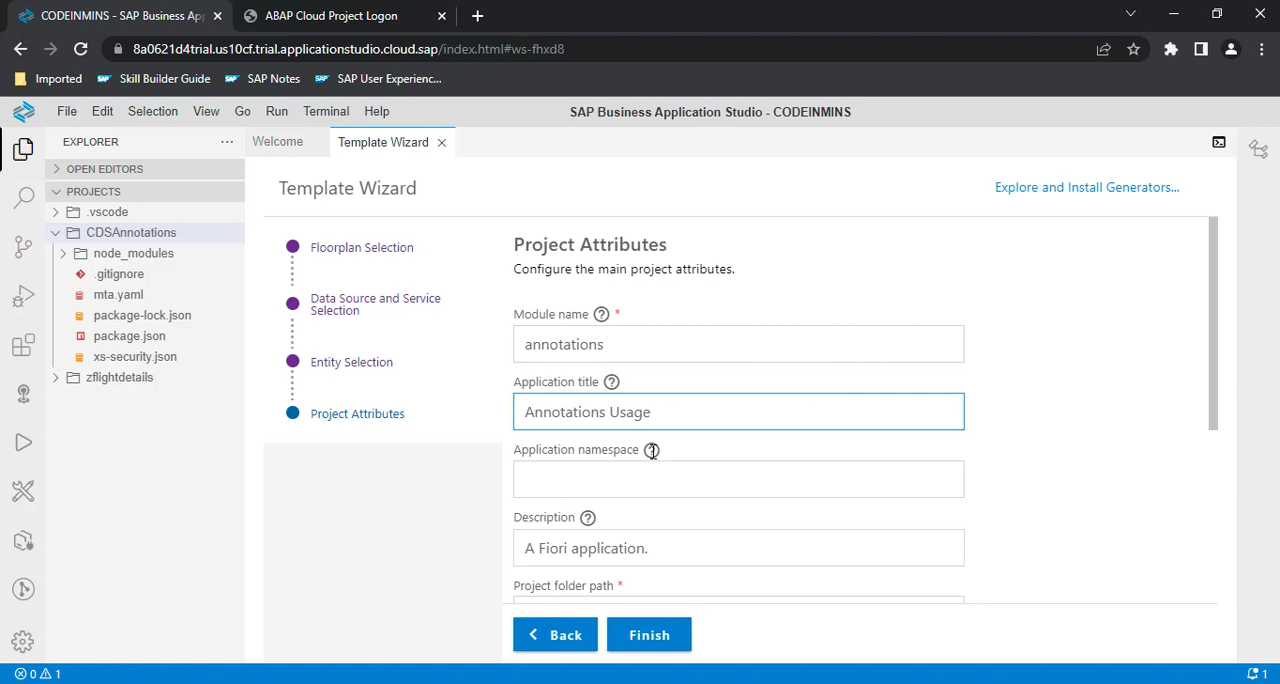 CODEINMINS - SAP Business App
ABAP Cloud Project Logon
8a0621d4trial.us10cf.trial.applicationstudio.cloud.sap/index.html#ws-fhxd8
Imported
SAP Skill Builder Guide
SAP SAP Notes
SAP SAP User Experienc...
File Edit Selection View Go Run Terminal Help
SAP Business Application Studio - CODEINMINS
EXPLORER
Welcome
Template Wizard
OPEN EDITORS
PROJECTS
.vscode
CDSAnnotations
node_modules
.gitignore
mta.yaml
package-lock.json
package.json
xs-security.json
zflightdetails
Template Wizard
Explore and Install Generators...
Floorplan Selection
Data Source and Service
Selection
Entity Selection
Project Attributes
Project Attributes
Configure the main project attributes.
Module name ? *
annotations
Application title ?
Annotations Usage
Application namespace ?
Description ?
A Fiori application.
Project folder path *
Back
Finish
0 1
1